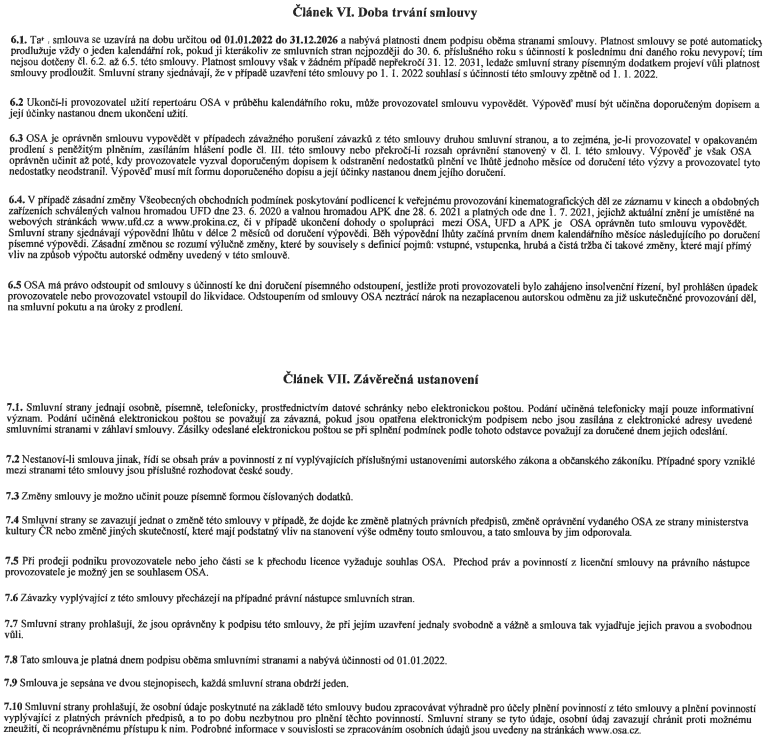 Článek VI. Doba trvání smlouvy
6.1. smlouva se uzavírá na dobu určitou od 01.01.2022 do 31.12.2026 a nabývá platnosti dnem podpisu oběma stranami smlouvy. Platnost smlouvy se poté automaticky
prodlužuje vždy o jeden kalendářní rok, pokud ji kterákoliv ze smluvních stran nejpozději do 30. 6. příslušného roku s účinností k poslednímu dni daného roku nevypoví; tím
nejsou dotčeny čl. 6.2. až 6.5. této smlouvy. Platnost smlouvy však v žádném případě nepřekročí 31. 12. 2031, ledaže smluvní strany písemným dodatkem projeví vůli platnost
smlouvy prodloužit. Smluvní strany sjednávají, že v případě uzavření této smlouvy po 1. 1. 2022 souhlasí s účinností této smlouvy zpětně od 1. 1. 2022.
6.2 Ukončí-li provozovatel užití repertoáru OSA v průběhu kalendářního roku, může provozovatel smlouvu vypovědět. Výpověď musí být učiněna doporučeným dopisem a
její účinky nastanou dnem ukončení užití.
6.3 OSA je oprávněn smlouvu vypovědět v případech závažného porušení závazků z této smlouvy druhou smluvní stranou, a to zejména, je-li provozovatel v opakovaném
prodlení s peněžitým plněním, zasíláním hlášení podle čl. III. této smlouvy nebo překročí-li rozsah oprávnění stanovený v čl. I. této smlouvy. Výpověď je však OSA
oprávněn učinit až poté, kdy provozovatele vyzval doporučeným dopisem k odstranění nedostatků plnění ve lhůtě jednoho měsíce od doručení této výzvy a provozovatel tyto
nedostatky neodstranil. Výpověď musí mít formu doporučeného dopisu a její účinky nastanou dnem jejího doručení.
6.4. V případě zásadní změny Všeobecných obchodních podmínek poskytování podlicencí k veřejnému provozování kinematografických děl ze záznamu v kinech a obdobných
zařízeních schválených valnou hromadou UFD dne 23. 6. 2020 a valnou hromadou APK dne 28. 6. 2021 a platných ode dne 1. 7. 2021, jejichž aktuální znění je umístěné na
webových stránkách www.ufd.cz a www.prokina.cz, či v případě ukončení dohody o spolupráci mezi OSA, UFD a APK je OSA oprávněn tuto smlouvu vypovědět.
Smluvní strany sjednávají výpovědní lhůtu v délce 2 měsíců od doručení výpovědi. Běh výpovědní lhůty začíná prvním dnem kalendářního měsíce následujícího po doručení
písemné výpovědi. Zásadní změnou se rozumí výlučně změny, které by souvisely s definicí pojmů: vstupné, vstupenka, hrubá a čistá tržba či takové změny, které mají přímý
vliv na způsob výpočtu autorské odměny uvedený v této smlouvě.
6.5 OSA má právo odstoupit od smlouvy s účinností ke dni doručení písemného odstoupení, jestliže proti provozovateli bylo zahájeno insolvenční řízení, byl prohlášen úpadek
provozovatele nebo provozovatel vstoupil do likvidace. Odstoupením od smlouvy OSA neztrácí nárok na nezaplacenou autorskou odměnu za již uskutečněné provozování děl,
na smluvní pokutu a na úroky z prodlení.
Článek VII. Závěrečná ustanovení
7.1. Smluvní strany jednají osobně, písemně, telefonicky, prostřednictvím datové schránky nebo elektronickou poštou. Podání učiněná telefonicky mají pouze informativní
význam. Podání učiněná elektronickou poštou se považují za závazná, pokud jsou opatřena elektronickým podpisem nebo jsou zasílána z elektronické adresy uvedené
smluvními stranami v záhlaví smlouvy. Zásilky odeslané elektronickou poštou se při splnění podmínek podle tohoto odstavce považují za doručené dnem jejich odeslání.
7.2 Nestanoví-li smlouva jinak, řídí se obsah práv a povinností z ní vyplývajících příslušnými ustanoveními autorského zákona a občanského zákoníku. Případné spory vzniklé
mezi stranami této smlouvy jsou příslušné rozhodovat české soudy.
7.3 Změny smlouvy je možno učinit pouze písemně formou číslovaných dodatků.
7.4 Smluvní strany se zavazují jednat o změně této smlouvy v případě, že dojde ke změně platných právních předpisů, změně oprávnění vydaného OSA ze strany ministerstva
kultury ČR nebo změně jiných skutečností, které mají podstatný vliv na stanovení výše odměny touto smlouvou, a tato smlouva by jim odporovala.
7.5 Při prodeji podniku provozovatele nebo jeho části se k přechodu licence vyžaduje souhlas OSA. Přechod práv a povinností z licenční smlouvy na právního nástupce
provozovatele je možný jen se souhlasem OSA.
7.6 Závazky vyplývající z této smlouvy přecházejí na případné právní nástupce smluvních stran.
7.7 Smluvní strany prohlašují, že jsou oprávněny k podpisu této smlouvy, že při jejím uzavření jednaly svobodně a vážně a smlouva tak vyjadřuje jejich pravou a svobodnou
vůli.
7.8 Tato smlouva je platná dnem podpisu oběma smluvními stranami a nabývá účinnosti od 01.01.2022.
7.9 Smlouva je sepsána ve dvou stejnopisech, každá smluvní strana obdrží jeden.
7.10 Smluvní strany prohlašují, že osobní údaje poskytnuté na základě této smlouvy budou zpracovávat výhradně pro účely plnění povinností z této smlouvy a plnění povinností
vyplývající z platných právních předpisů, a to po dobu nezbytnou pro plnění těchto povinností. Smluvní strany se tyto údaje, osobní údaj zavazují chránit proti možnému
zneužití, či neoprávněnému přístupu k nim. Podrobné informace v souvislosti se zpracováním osobních údajů jsou uvedeny na stránkách www.osa.cz.